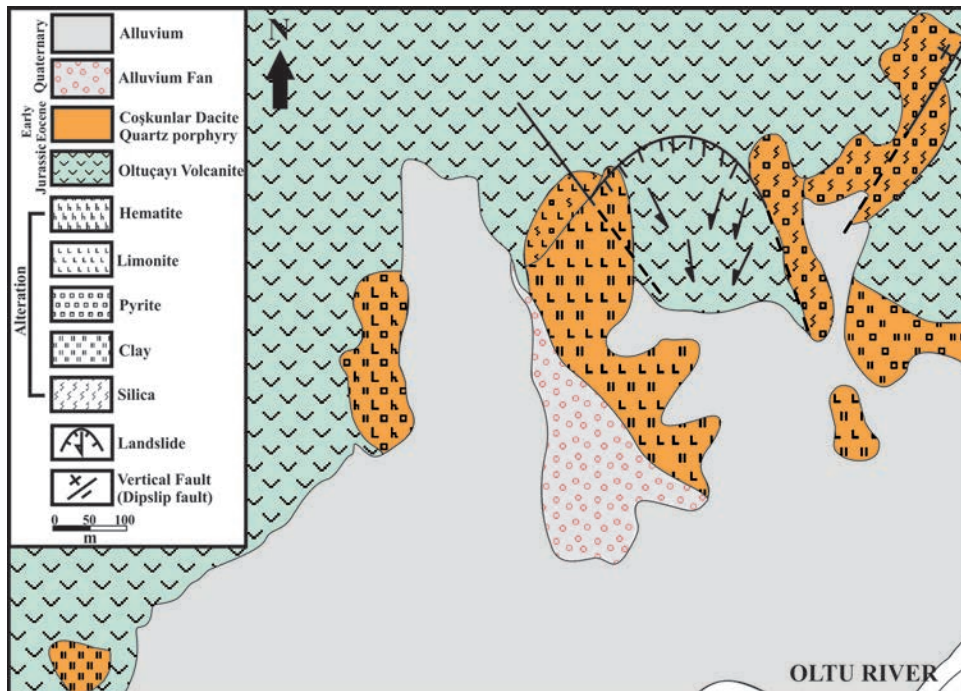 Quaternary
Alluvium
Alluvium Fan
Early
Eocene
Coşkunlar Dacite
Quartz porphyry
Jurassic
Oltuçayı Volcanite
Alteration
Hematite
Limonite
Pyrite
Clay
Silica
Landslide
Vertical Fault
(Dipslip fault)
0 50 100
m
N
OLTU RIVER